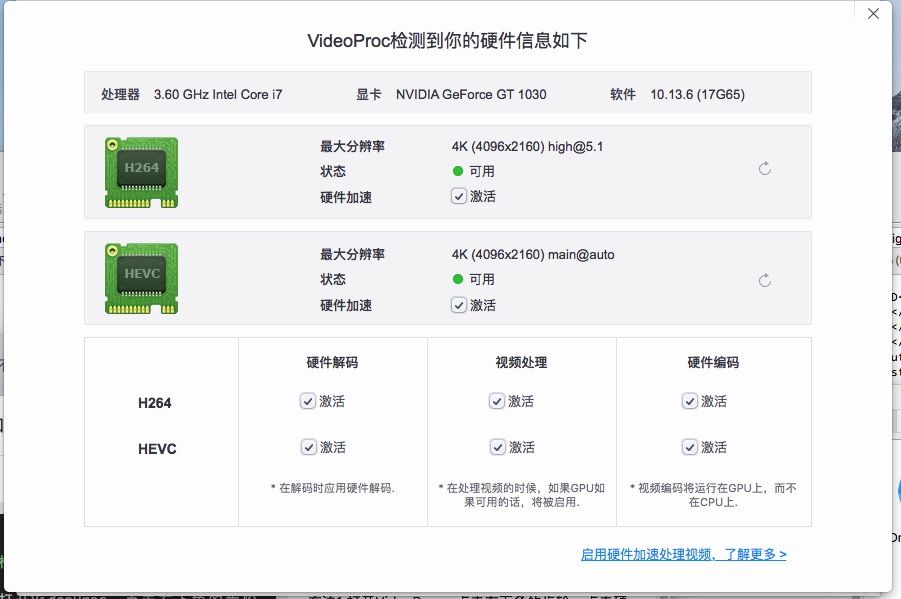 VideoProc检测到你的硬件信息如下
处理器 3.60 GHz Intel Core i7 显卡 NVIDIA GeForce GT 1030 软件 10.13.6 (17G65)
H264
最大分辨率 4K (4096x2160) high@5.1
状态 可用
硬件加速 激活
HEVC
最大分辨率 4K (4096x2160) main@auto
状态 可用
硬件加速 激活
硬件解码 视频处理 硬件编码
H264 激活 激活 激活
HEVC 激活 激活 激活
* 在解码时应用硬件解码.
* 在处理视频的时候，如果GPU如
果可用的话，将被启用.
* 视频编码将运行在GPU上，而不
在CPU上.
启用硬件加速处理视频，了解更多 >